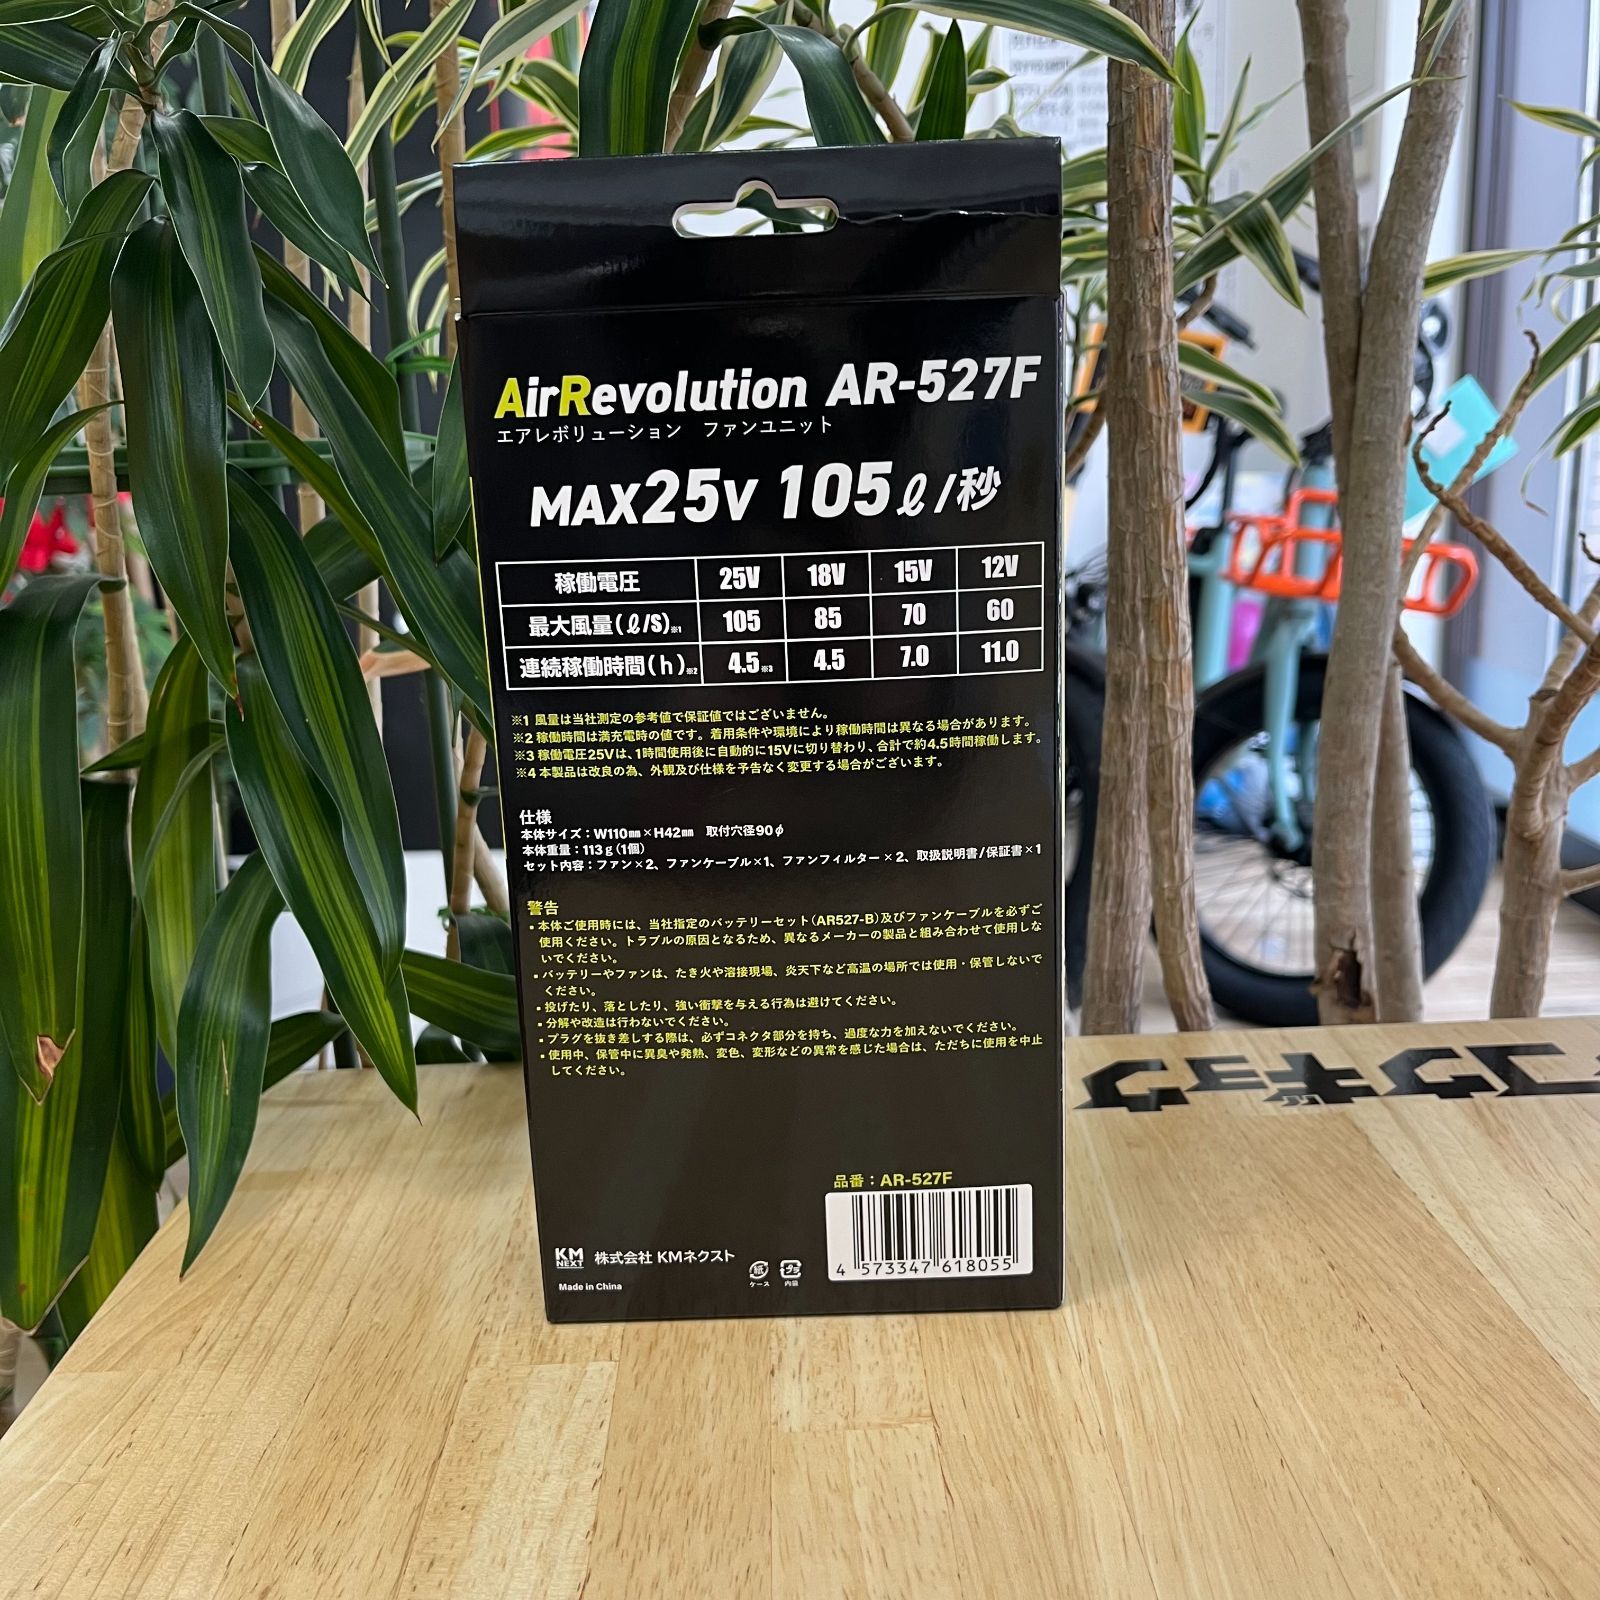 AirRevolution AR-527F
エアレボリューション ファンユニット
MAX25V 105ℓ/秒
稼働電圧 25V 18V 15V 12V
最大風量(ℓ/S)※1 105 85 70 60
連続稼働時間(h)※2 4.5※3 4.5 7.0 11.0
※1 風量は当社測定の参考値で保証値ではございません。
※2 稼働時間は満充電時の値です。着用条件や環境により稼働時間は異なる場合があります。
※3 稼働電圧25Vは、1時間使用後に自動的に15Vに切り替わり、合計で約4.5時間稼働します。
※4 本製品は改良の為、外観及び仕様を予告なく変更する場合がございます。
仕様
本体サイズ：W110㎜×H42㎜ 取付穴径90φ
本体重量：113g(1個)
セット内容：ファン×2、ファンケーブル×1、ファンフィルター×2、取扱説明書/保証書×1
警告
• 本体ご使用時には、当社指定のバッテリーセット(AR527-B)及びファンケーブルを必ずご
使用ください。トラブルの原因となるため、異なるメーカーの製品と組み合わせて使用しな
いでください。
• バッテリーやファンは、たき火や溶接現場、炎天下など高温の場所では使用・保管しないで
ください。
• 投げたり、落としたり、強い衝撃を与える行為は避けてください。
• 分解や改造は行わないでください。
• プラグを抜き差しする際は、必ずコネクタ部分を持ち、過度な力を加えないでください。
• 使用中、保管中に異臭や発熱、変色、変形などの異常を感じた場合は、ただちに使用を中止
してください。
品番：AR-527F
4 573347 618055
KM
NEXT
株式会社 KMネクスト
紙
ケース
プラ
内袋
Made in China